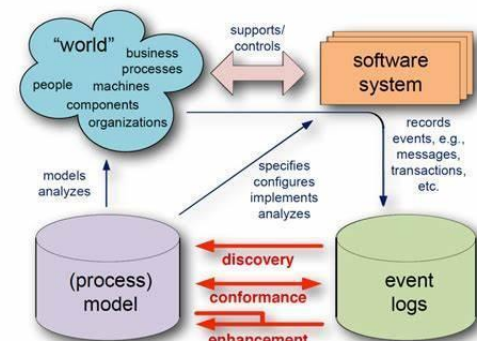 “world”
business
processes
people
machines
components
organizations
supports/
controls
software
system
records
events, e.g.,
messages,
transactions,
etc.
models
analyzes
specifies
configures
implements
analyzes
(process)
model
discovery
conformance
enhancement
event
logs